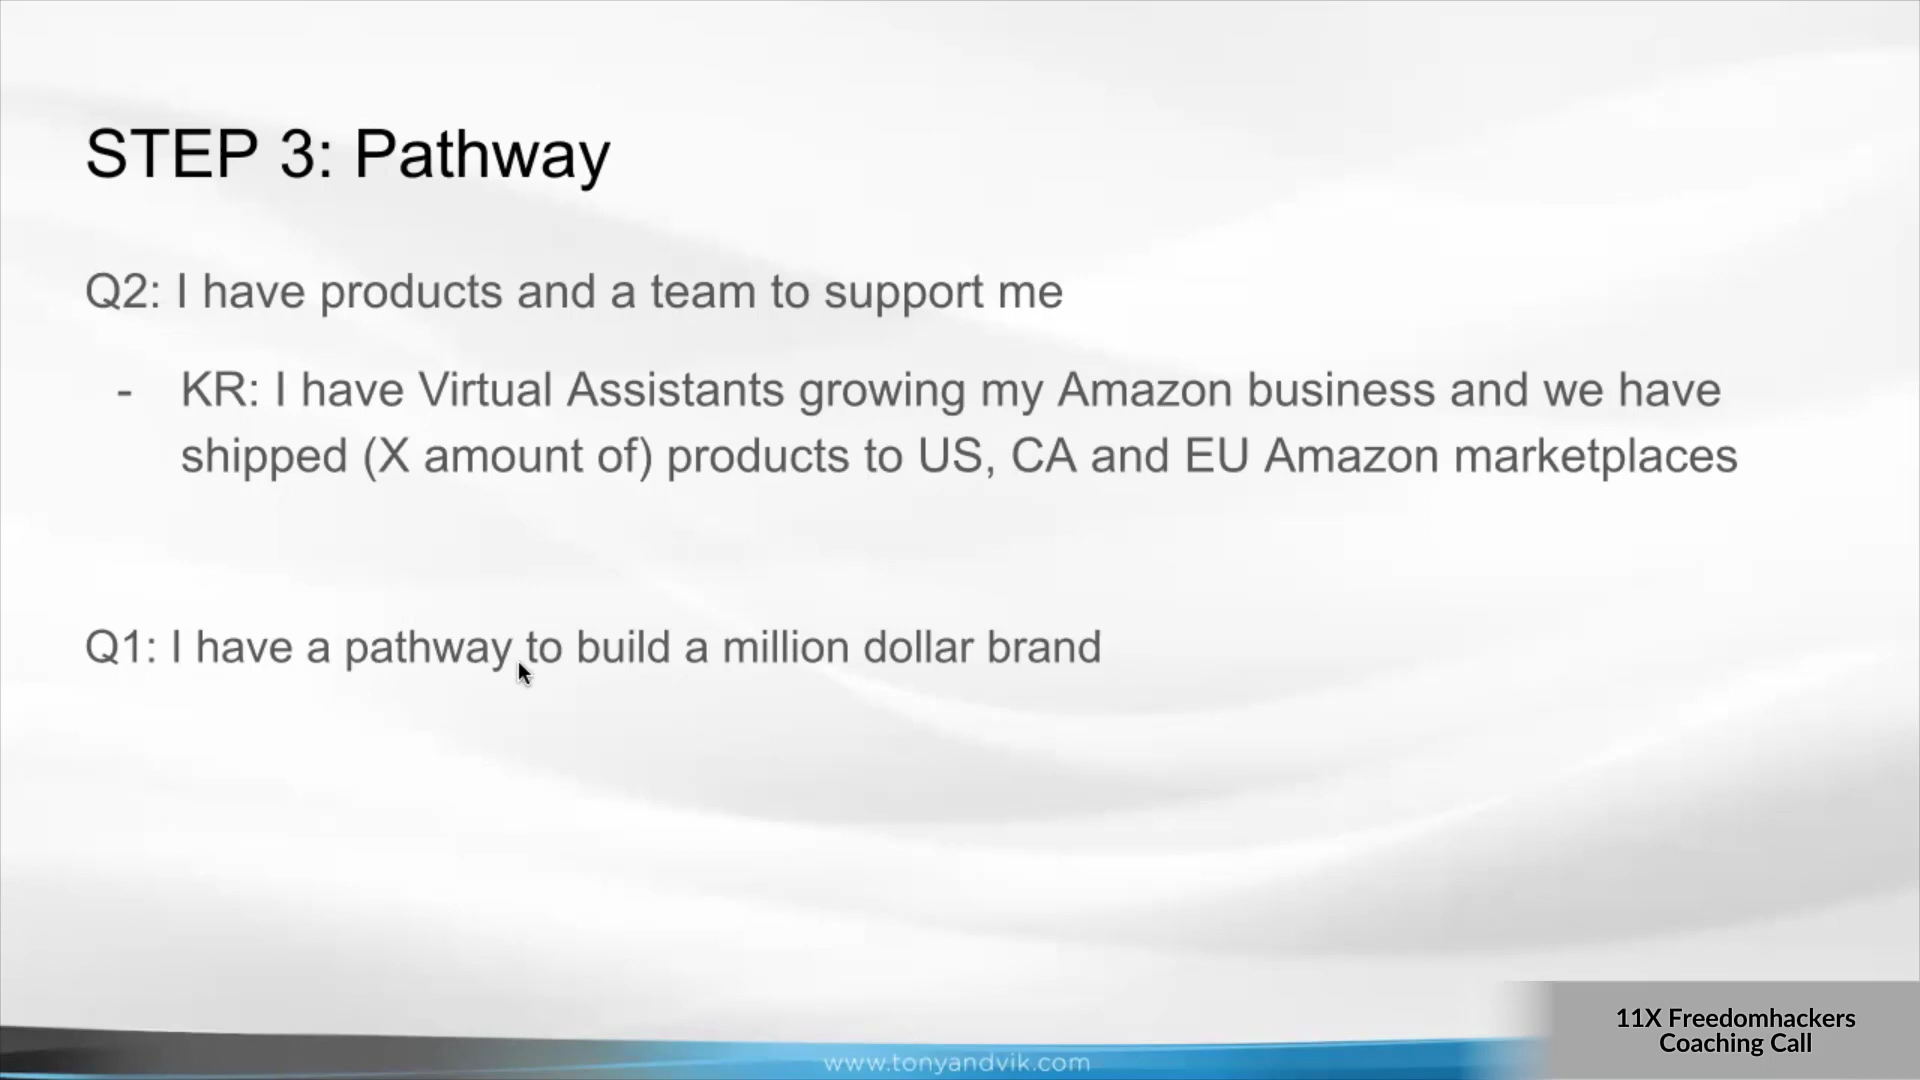 STEP 3: Pathway
Q2: I have products and a team to support me
- KR: I have Virtual Assistants growing my Amazon business and we have
shipped (X amount of) products to US, CA and EU Amazon marketplaces
Q1: I have a pathway to build a million dollar brand
www.tonyandvik.com
11X Freedomhackers
Coaching Call